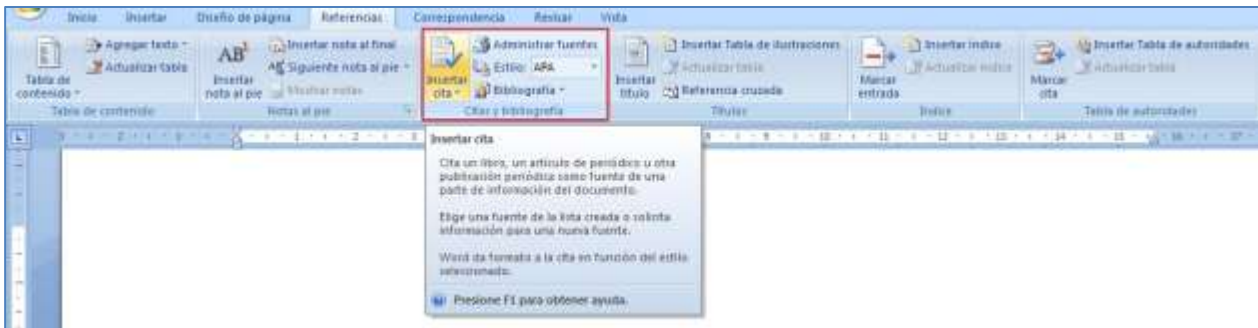 Inicio Insertar Diseño de página Referencias Correspondencia Revisar Vista
Tabla de contenido
Agregar texto
Actualizar tabla
Tabla de contenido
AB¹ Insertar nota al pie
Insertar nota al final
Siguiente nota al pie
Mostrar notas
Notas al pie
Insertar cita
Administrar fuentes
Estilo: APA
Bibliografía
Citas y bibliografía
Insertar título
Insertar Tabla de ilustraciones
Actualizar tabla
Referencia cruzada
Títulos
Marcar entrada
Insertar índice
Actualizar índice
Índice
Marcar cita
Insertar Tabla de autoridades
Actualizar tabla
Tabla de autoridades
Insertar cita
Cita un libro, un artículo de periódico u otra
publicación periódica como fuente de una
parte de información del documento.
Elige una fuente de la lista creada o solicita
información para una nueva fuente.
Word da formato a la cita en función del estilo
seleccionado.
Presione F1 para obtener ayuda.